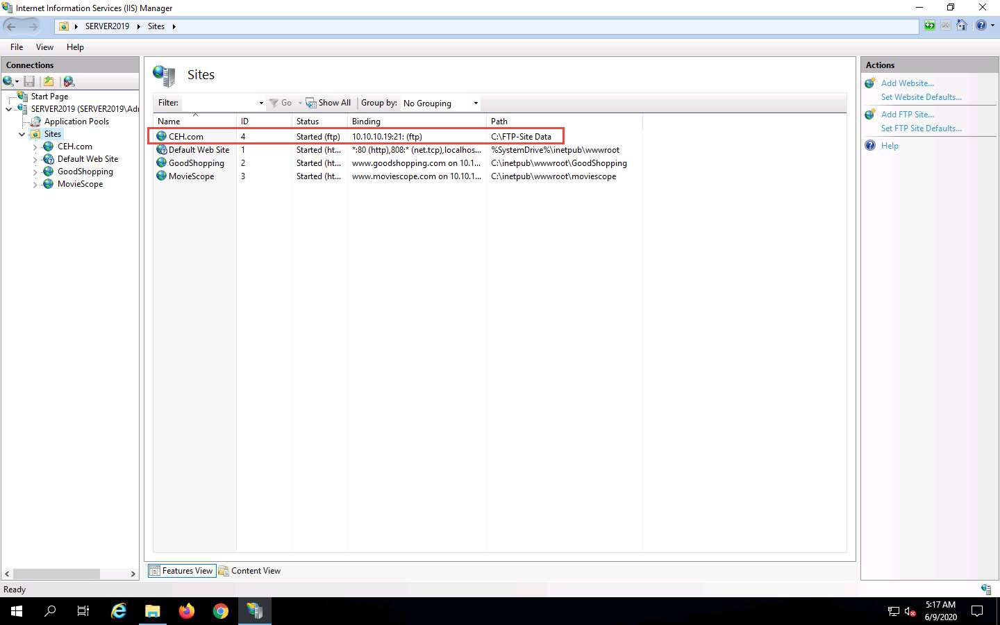 Internet Information Services (IIS) Manager
SERVER2019 Sites
File View Help
Connections
Start Page
SERVER2019 (SERVER2019\Adı
Application Pools
Sites
CEH.com
Default Web Site
GoodShopping
MovieScope
Sites
Filter: Go Show All Group by: No Grouping
Name ID Status Binding Path
CEH.com 4 Started (ftp) 10.10.10.19:21: (ftp) C:\FTP-Site Data
Default Web Site 1 Started (ht... *:80 (http),808:* (net.tcp),localhos... %SystemDrive%\inetpub\wwwroot
GoodShopping 2 Started (ht... www.goodshopping.com on 10.1... C:\inetpub\wwwroot\GoodShopping
MovieScope 3 Started (ht... www.moviescope.com on 10.10.1... C:\inetpub\wwwroot\moviescope
Features View Content View
Actions
Add Website...
Set Website Defaults...
Add FTP Site...
Set FTP Site Defaults...
Help
Ready
5:17 AM
6/9/2020